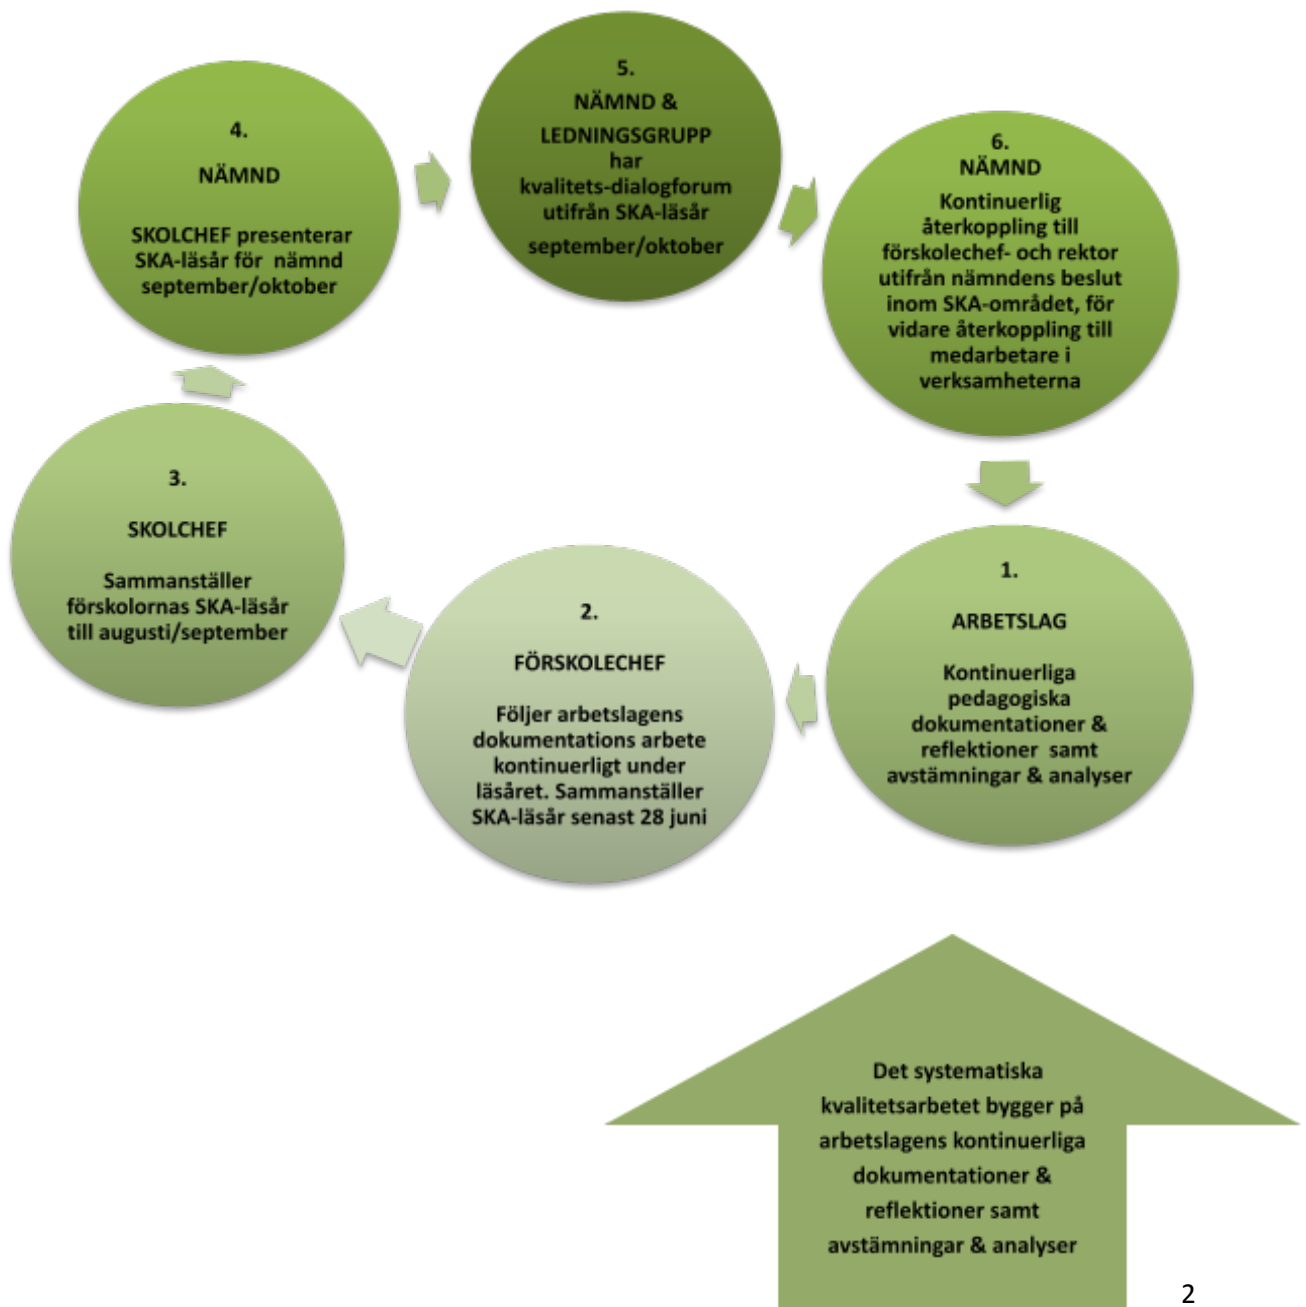 5.
NÄMND &
LEDNINGSGRUPP
har
kvalitets-dialogforum
utifrån SKA-läsår
september/oktober
4.
NÄMND
SKOLCHEF presenterar
SKA-läsår för nämnd
september/oktober
6.
NÄMND
Kontinuerlig
återkoppling till
förskolechef- och rektor
utifrån nämndens beslut
inom SKA-området, för
vidare återkoppling till
medarbetare i
verksamheterna
3.
SKOLCHEF
Sammanställer
förskolornas SKA-läsår
till augusti/september
2.
FÖRSKOLECHEF
Följer arbetslagens
dokumentations arbete
kontinuerligt under
läsåret. Sammanställer
SKA-läsår senast 28 juni
1.
ARBETSLAG
Kontinuerliga
pedagogiska
dokumentationer &
reflektioner samt
avstämningar & analyser
Det systematiska
kvalitetsarbetet bygger på
arbetslagens kontinuerliga
dokumentationer &
reflektioner samt
avstämningar & analyser
2